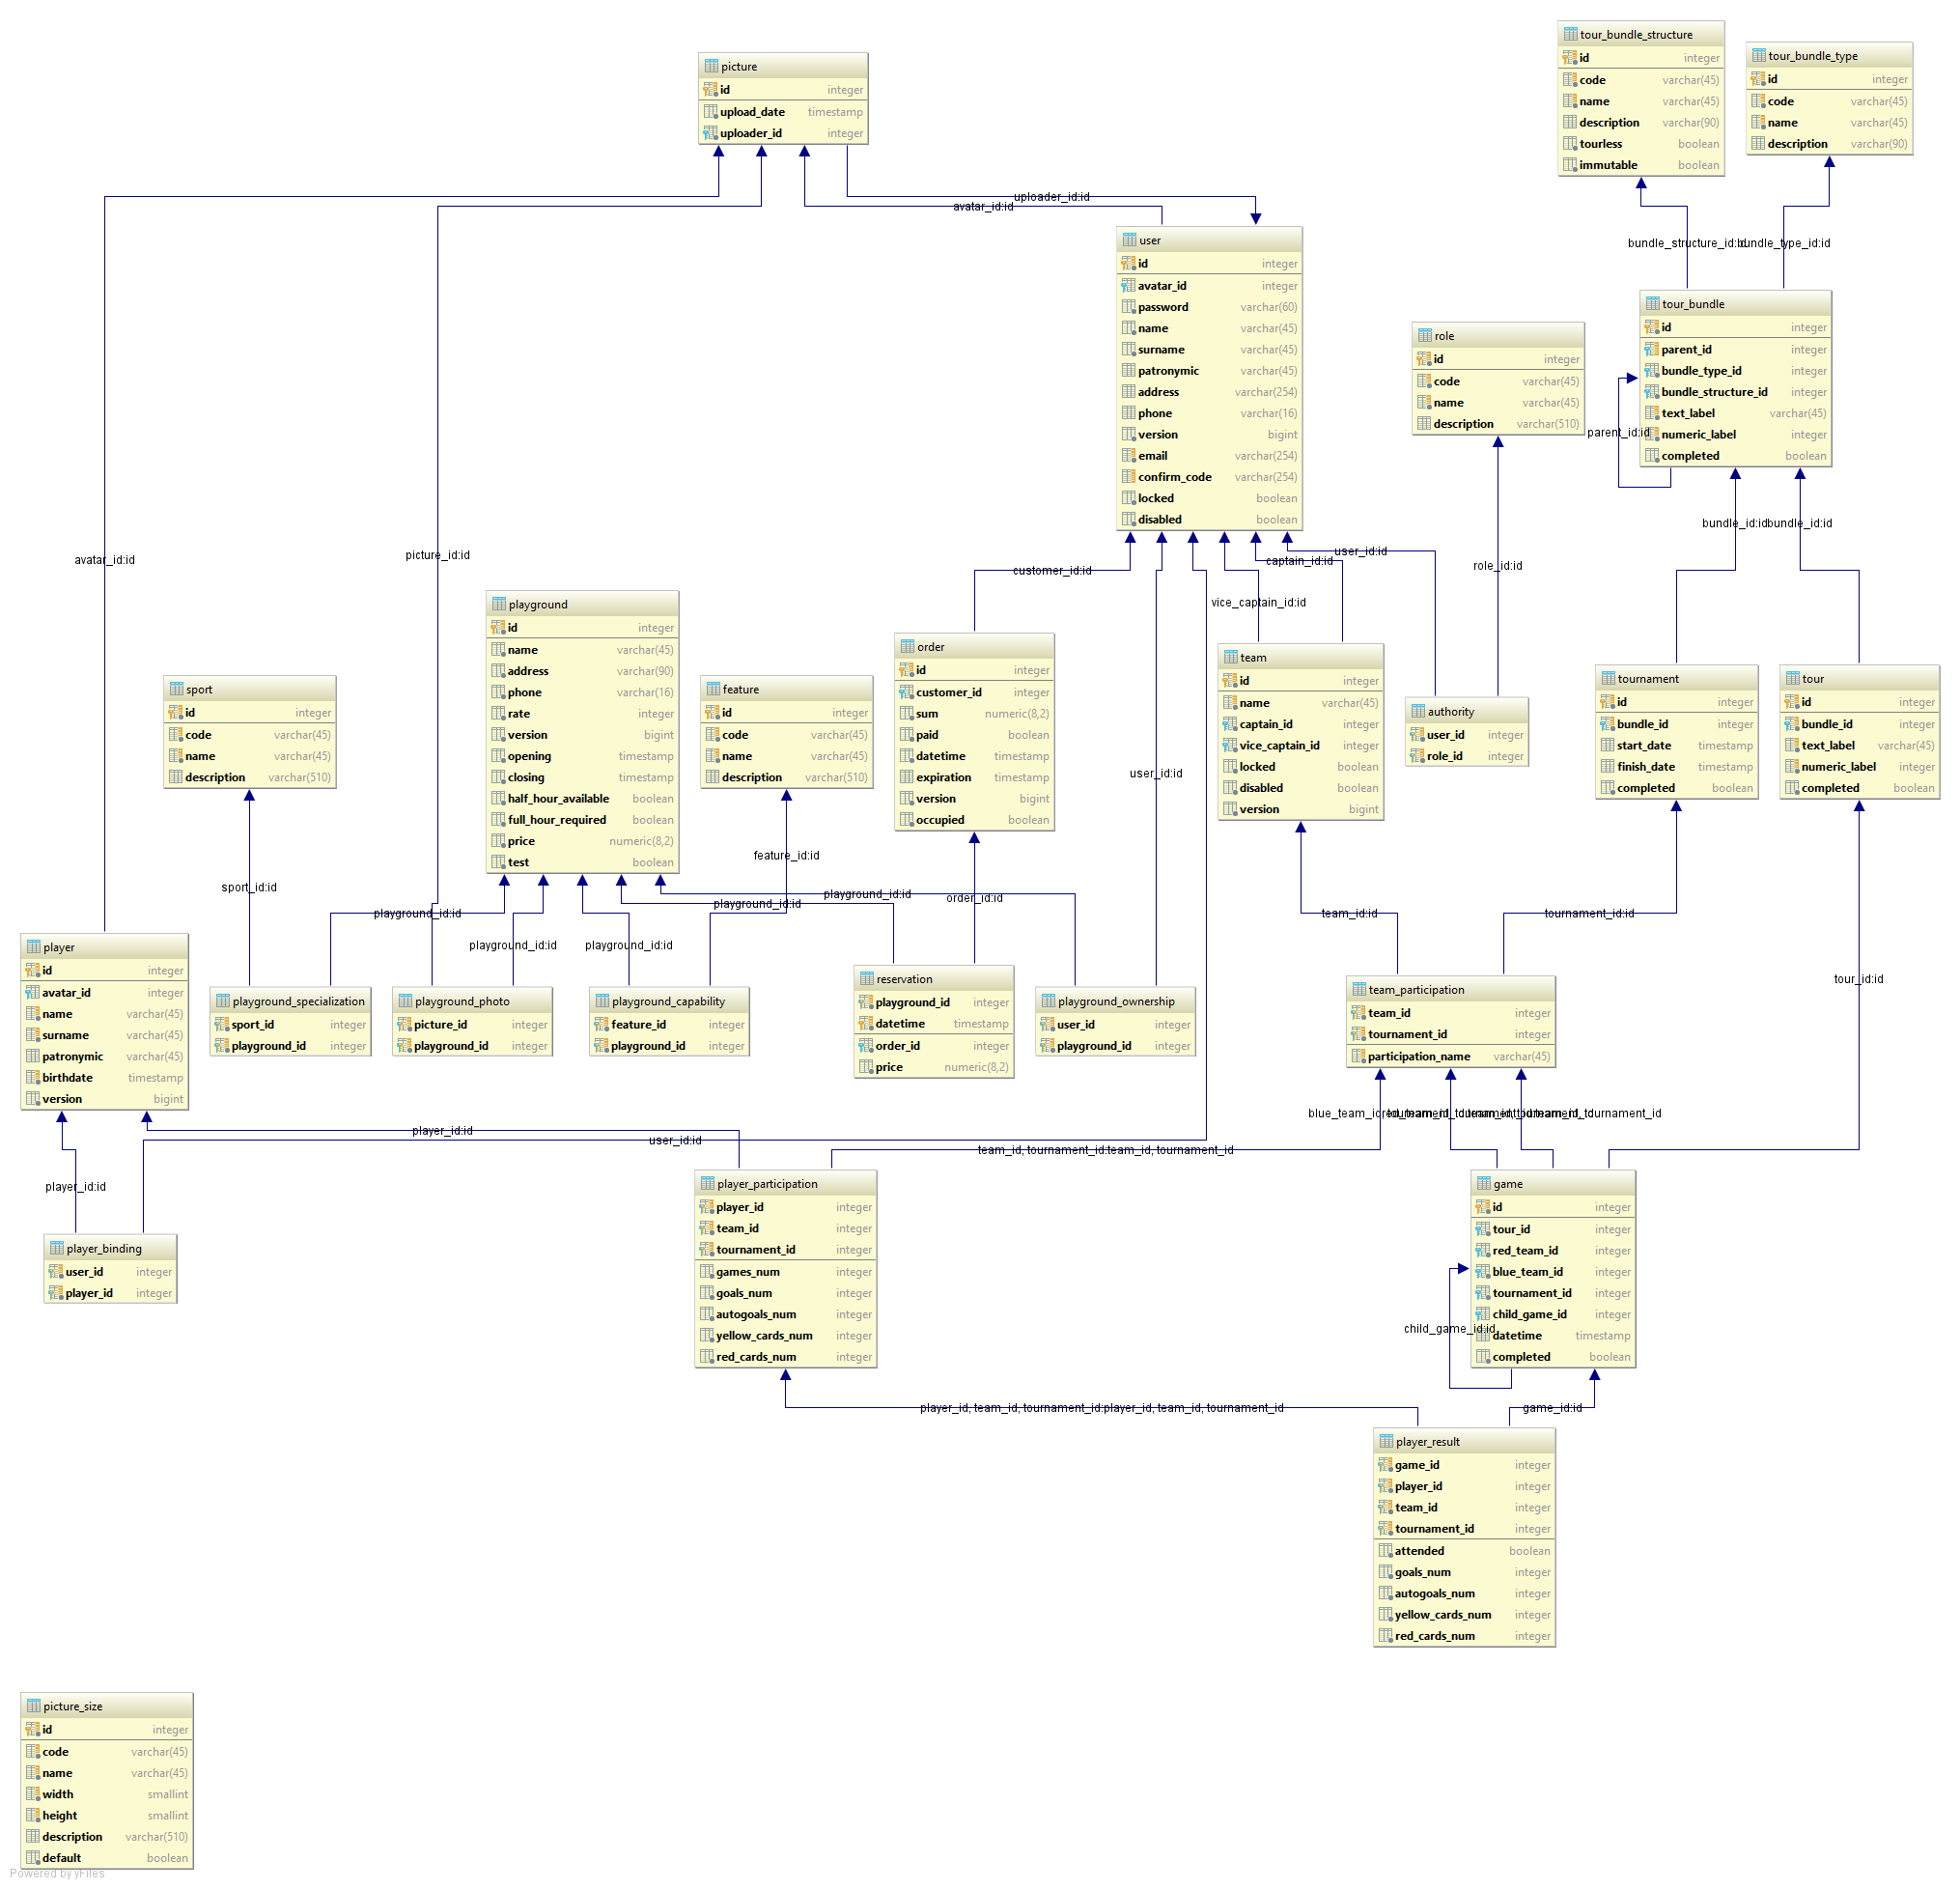 tour_bundle_structure
id integer
code varchar(45)
name varchar(45)
description varchar(90)
tourless boolean
immutable boolean
tour_bundle_type
id integer
code varchar(45)
name varchar(45)
description varchar(90)
picture
id integer
upload_date timestamp
uploader_id integer
uploader_id:id
avatar_id:id
user
id integer
avatar_id integer
password varchar(60)
name varchar(45)
surname varchar(45)
patronymic varchar(45)
address varchar(254)
phone varchar(16)
version bigint
email varchar(254)
confirm_code varchar(254)
locked boolean
disabled boolean
bundle_structure_id:id
bundle_type_id:id
tour_bundle
id integer
parent_id integer
bundle_type_id integer
bundle_structure_id integer
text_label varchar(45)
numeric_label integer
completed boolean
parent_id:id
role
id integer
code varchar(45)
name varchar(45)
description varchar(510)
bundle_id:id
bundle_id:id
avatar_id:id
picture_id:id
customer_id:id
vice_captain_id:id
captain_id:id
user_id:id
role_id:id
playground
id integer
name varchar(45)
address varchar(90)
phone varchar(16)
rate integer
version bigint
opening timestamp
closing timestamp
half_hour_available boolean
full_hour_required boolean
price numeric(8,2)
test boolean
order
id integer
customer_id integer
sum numeric(8,2)
paid boolean
datetime timestamp
expiration timestamp
version bigint
occupied boolean
team
id integer
name varchar(45)
captain_id integer
vice_captain_id integer
locked boolean
disabled boolean
version bigint
sport
id integer
code varchar(45)
name varchar(45)
description varchar(510)
feature
id integer
code varchar(45)
name varchar(45)
description varchar(510)
authority
user_id integer
role_id integer
tournament
id integer
bundle_id integer
start_date timestamp
finish_date timestamp
completed boolean
tour
id integer
bundle_id integer
text_label varchar(45)
numeric_label integer
completed boolean
user_id:id
feature_id:id
sport_id:id
playground_id:id
playground_id:id
playground_id:id
playground_id:id
playground_id:id
order_id:id
team_id:id
tournament_id:id
tour_id:id
player
id integer
avatar_id integer
name varchar(45)
surname varchar(45)
patronymic varchar(45)
birthdate timestamp
version bigint
playground_specialization
sport_id integer
playground_id integer
playground_photo
picture_id integer
playground_id integer
playground_capability
feature_id integer
playground_id integer
reservation
playground_id integer
datetime timestamp
order_id integer
price numeric(8,2)
playground_ownership
user_id integer
playground_id integer
team_participation
team_id integer
tournament_id integer
participation_name varchar(45)
player_id:id
user_id:id
player_id:id
team_id, tournament_id:team_id, tournament_id
player_binding
user_id integer
player_id integer
player_participation
player_id integer
team_id integer
tournament_id integer
games_num integer
goals_num integer
autogoals_num integer
yellow_cards_num integer
red_cards_num integer
game
id integer
tour_id integer
red_team_id integer
blue_team_id integer
tournament_id integer
child_game_id integer
datetime timestamp
completed boolean
child_game_id:id
player_id, team_id, tournament_id:player_id, team_id, tournament_id
game_id:id
player_result
game_id integer
player_id integer
team_id integer
tournament_id integer
attended boolean
goals_num integer
autogoals_num integer
yellow_cards_num integer
red_cards_num integer
picture_size
id integer
code varchar(45)
name varchar(45)
width smallint
height smallint
description varchar(510)
default boolean
Powered by yFiles